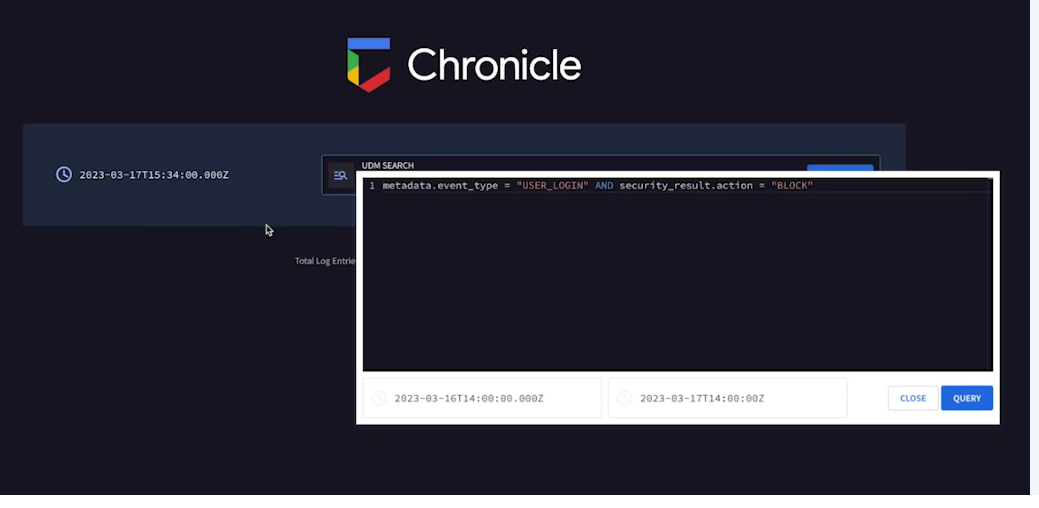 Chronicle
2023-03-17T15:34:00.000Z
UDM SEARCH
1 metadata.event_type = "USER_LOGIN" AND security_result.action = "BLOCK"
Total Log Entrie
2023-03-16T14:00:00.000Z
2023-03-17T14:00:00Z
CLOSE
QUERY